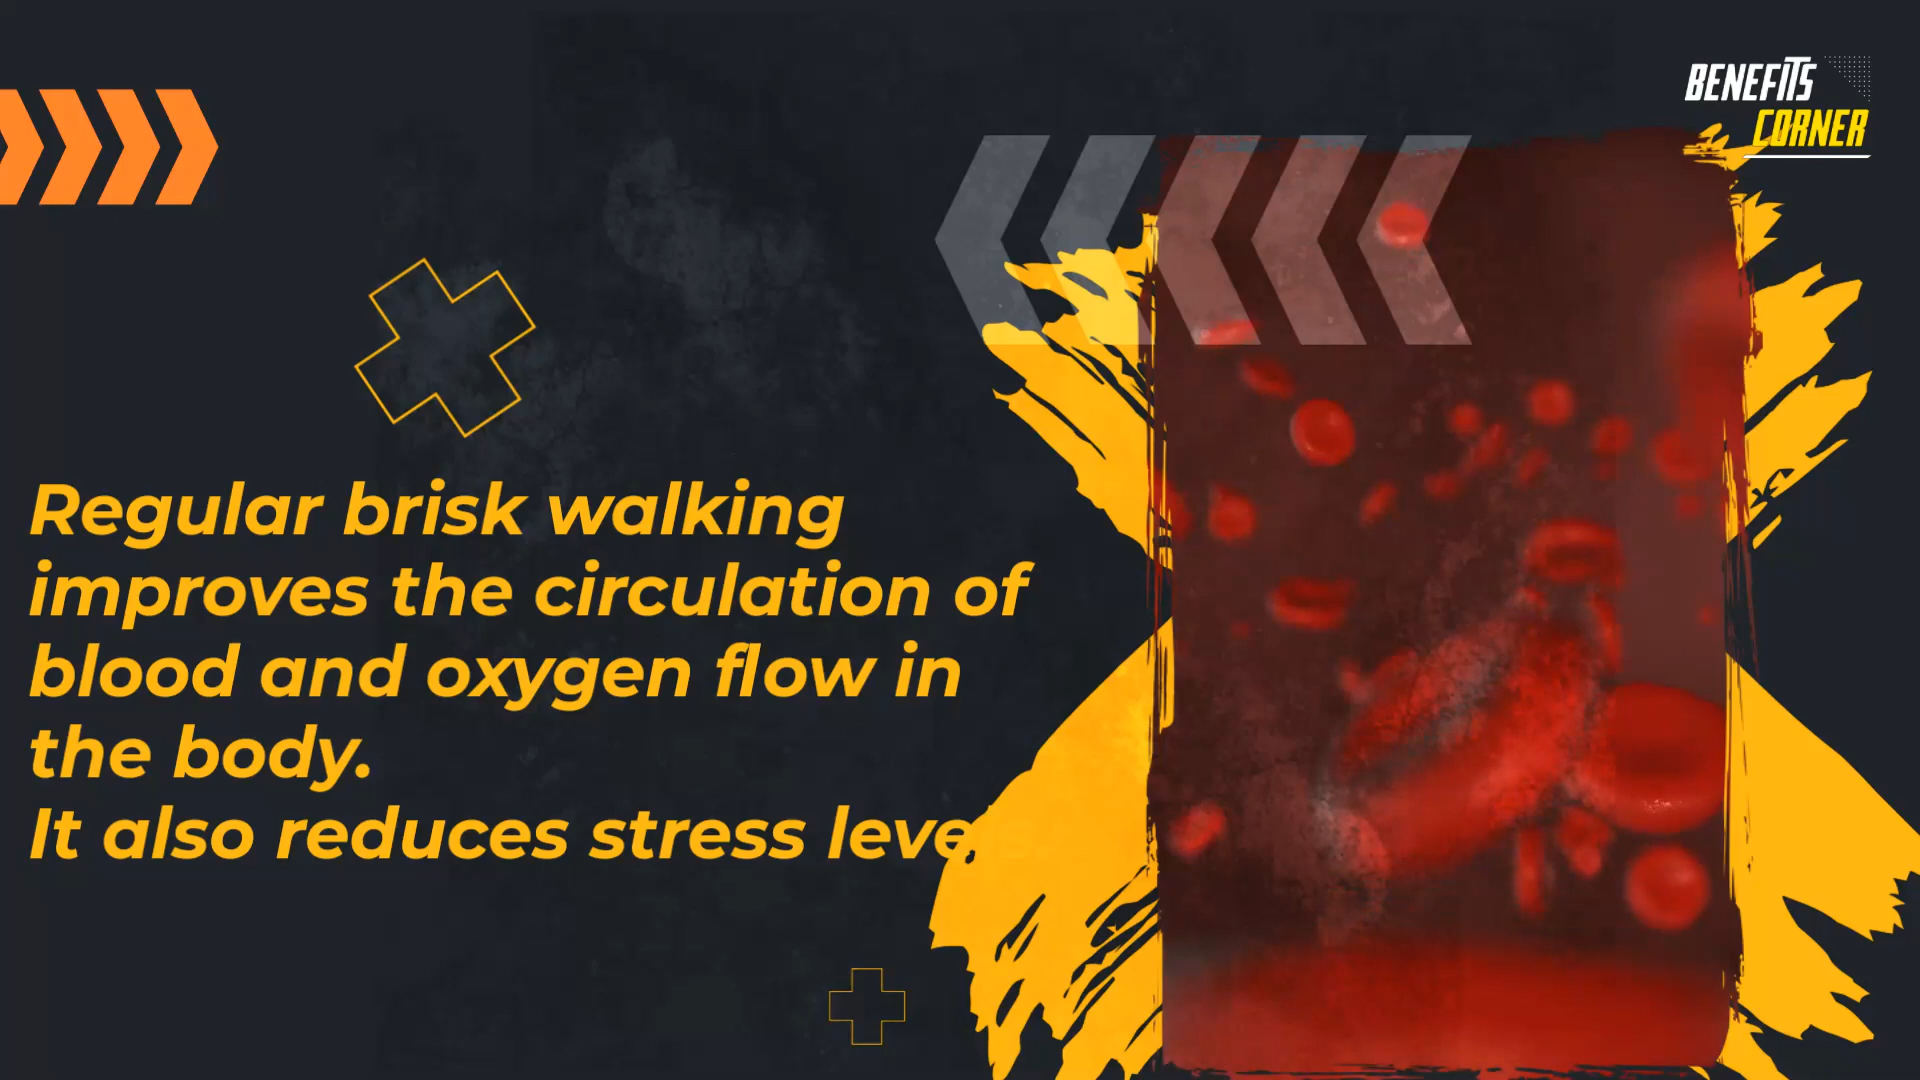 BENEFITS
CORNER
Regular brisk walking
improves the circulation of
blood and oxygen flow in
the body.
It also reduces stress